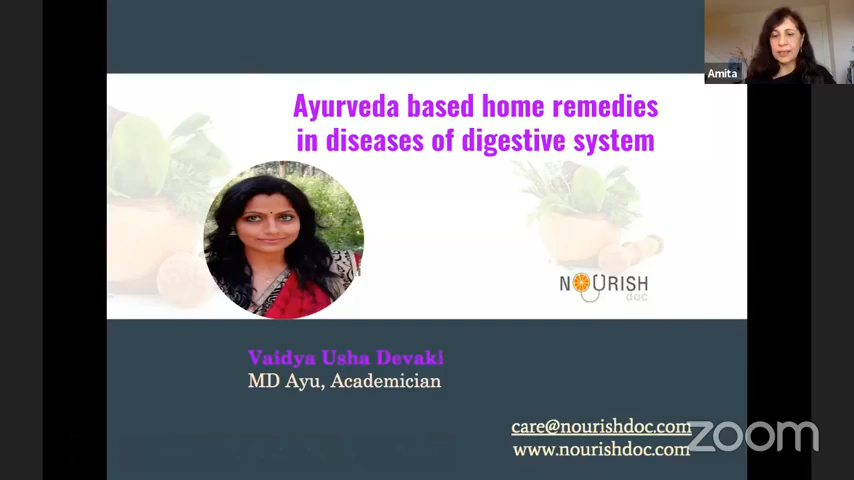 Amita
Ayurveda based home remedies
in diseases of digestive system
NOURISH
doc
Vaidya Usha Devaki
MD Ayu, Academician
care@nourishdoc.com
www.nourishdoc.com
zoom